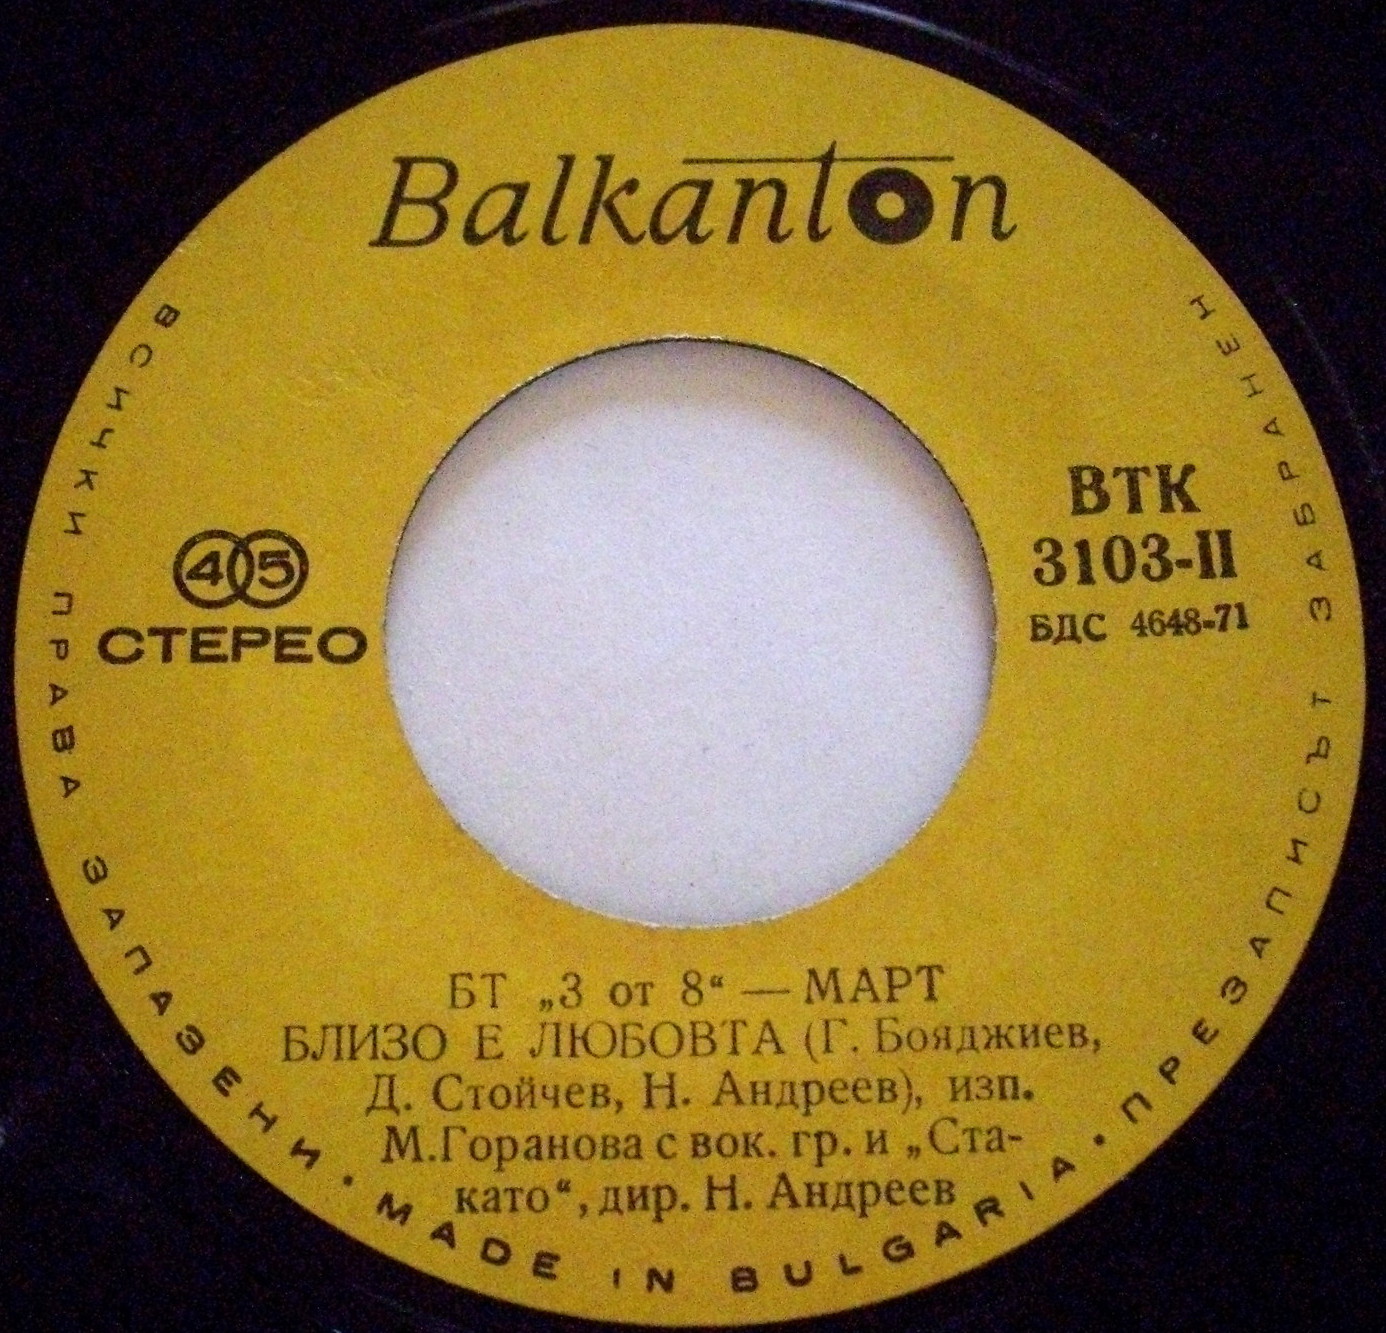 Balkanton
ВТК
3103-II
БДС 4648-71
45
СТЕРЕО
БТ „3 от 8“ — МАРТ
БЛИЗО Е ЛЮБОВТА (Г. Бояджиев,
Д. Стойчев, Н. Андреев), изп.
М.Горанова с вок. гр. и „Ста-
като“, дир. Н. Андреев
ВСИЧКИ ПРАВА ЗАПАЗЕНИ · MADE IN BULGARIA · ПРЕЗАПИСЪТ ЗАБРАНЕН